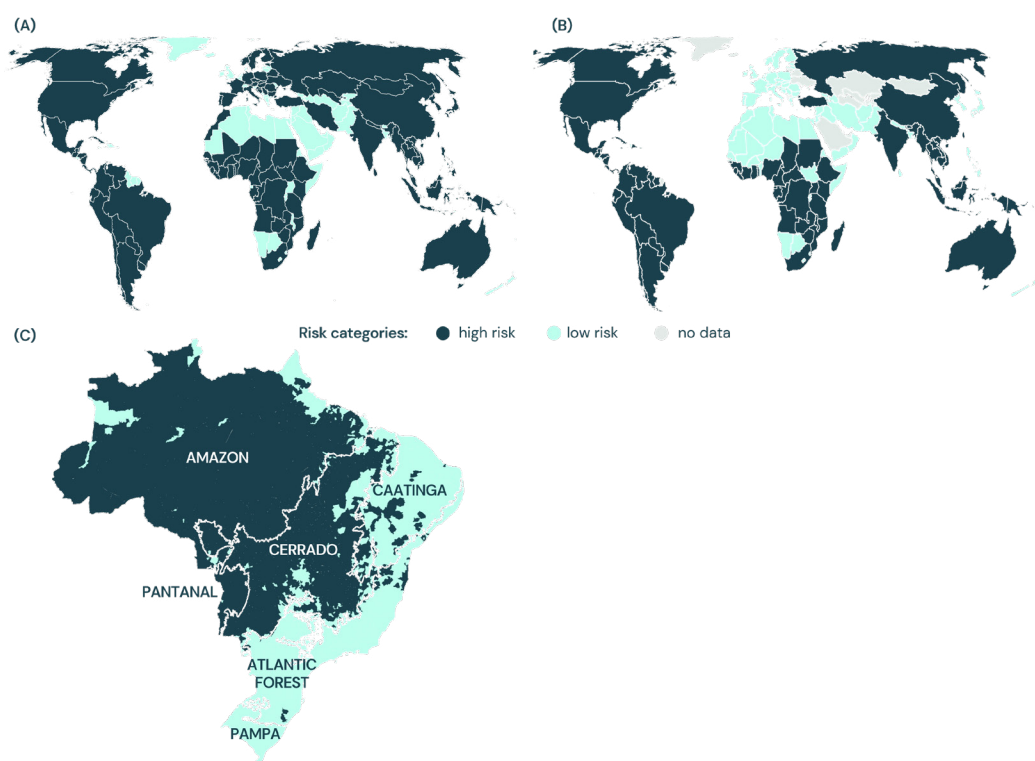 (A)
(B)
Risk categories: high risk low risk no data
(C)
AMAZON
CAATINGA
CERRADO
PANTANAL
ATLANTIC
FOREST
PAMPA